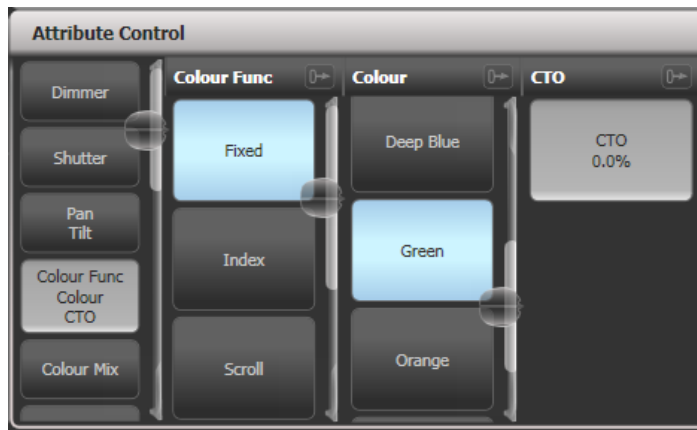 Attribute Control
Dimmer
Shutter
Pan
Tilt
Colour Func
Colour
CTO
Colour Mix
Colour Func
Fixed
Index
Scroll
Colour
Deep Blue
Green
Orange
CTO
CTO
0.0%